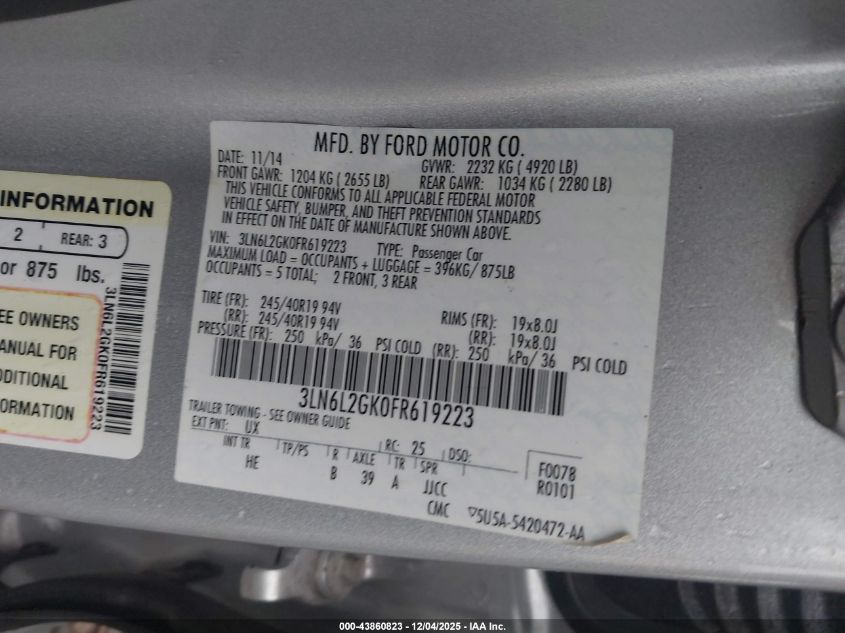 INFORMATION
2 REAR: 3
or 875 lbs.
EE OWNERS
ANUAL FOR
DDITIONAL
FORMATION
3LN6L2GK0FR619223
MFD. BY FORD MOTOR CO.
DATE: 11/14 GVWR: 2232 KG ( 4920 LB)
FRONT GAWR: 1204 KG ( 2655 LB) REAR GAWR: 1034 KG ( 2280 LB)
THIS VEHICLE CONFORMS TO ALL APPLICABLE FEDERAL MOTOR
VEHICLE SAFETY, BUMPER, AND THEFT PREVENTION STANDARDS
IN EFFECT ON THE DATE OF MANUFACTURE SHOWN ABOVE.
VIN: 3LN6L2GK0FR619223 TYPE: Passenger Car
MAXIMUM LOAD = OCCUPANTS + LUGGAGE = 396KG/ 875LB
OCCUPANTS = 5 TOTAL; 2 FRONT, 3 REAR
TIRE (FR): 245/40R19 94V RIMS (FR): 19x8.0J
(RR): 245/40R19 94V (RR): 19x8.0J
PRESSURE (FR): 250 kPa/ 36 PSI COLD (RR): 250 kPa/ 36 PSI COLD
3LN6L2GK0FR619223
TRAILER TOWING - SEE OWNER GUIDE
EXT PNT: UX RC: 25 DSO:
INT TR TP/PS R AXLE TR SPR F0078
HE B 39 A JJCC R0101
CMC ▽5U5A-5420472-AA
000-43860823 - 12/04/2025 - IAA Inc.